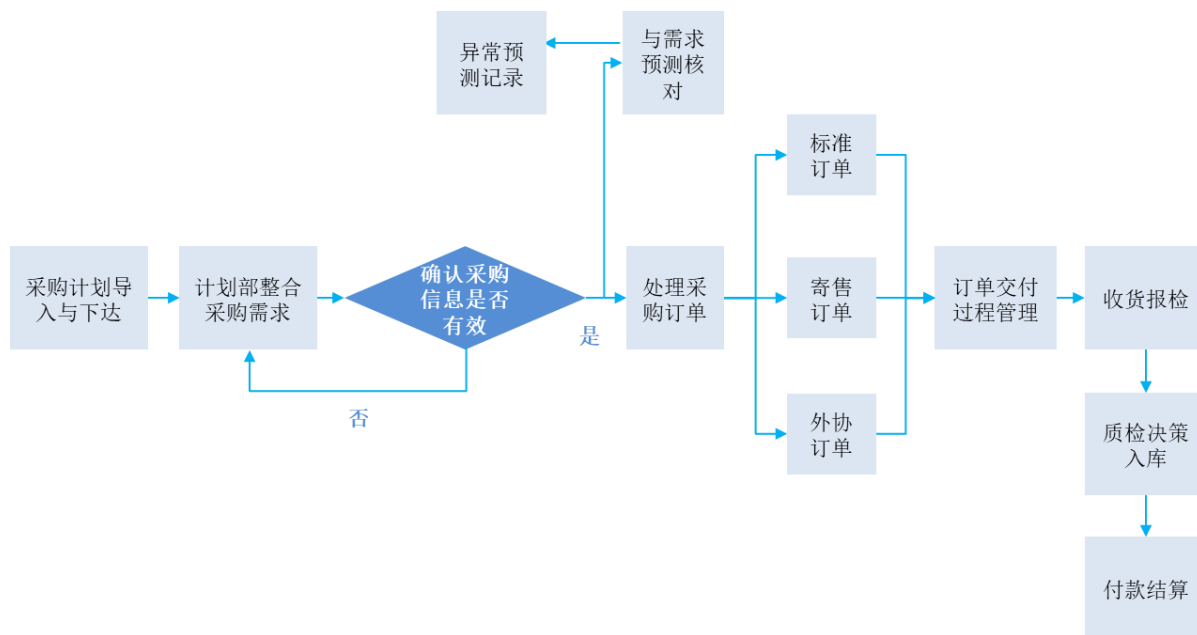 异常预
测记录
与需求
预测核
对
标准
订单
采购计划导
入与下达
计划部整合
采购需求
确认采购
信息是否
有效
是
否
处理采
购订单
寄售
订单
外协
订单
订单交付
过程管理
收货报检
质检决策
入库
付款结算